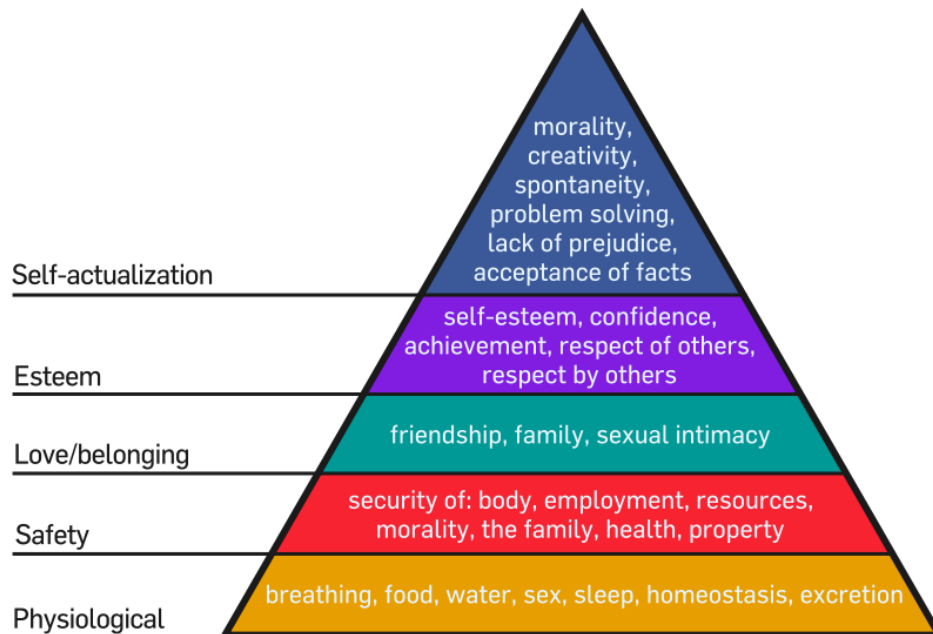 morality,
creativity,
spontaneity,
problem solving,
lack of prejudice,
acceptance of facts
Self-actualization
self-esteem, confidence,
achievement, respect of others,
respect by others
Esteem
friendship, family, sexual intimacy
Love/belonging
security of: body, employment, resources,
morality, the family, health, property
Safety
breathing, food, water, sex, sleep, homeostasis, excretion
Physiological